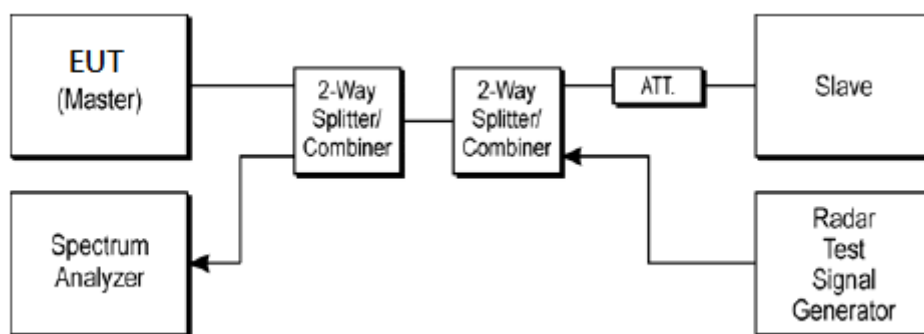 EUT
(Master)
2-Way
Splitter/
Combiner
2-Way
Splitter/
Combiner
ATT.
Slave
Spectrum
Analyzer
Radar
Test
Signal
Generator